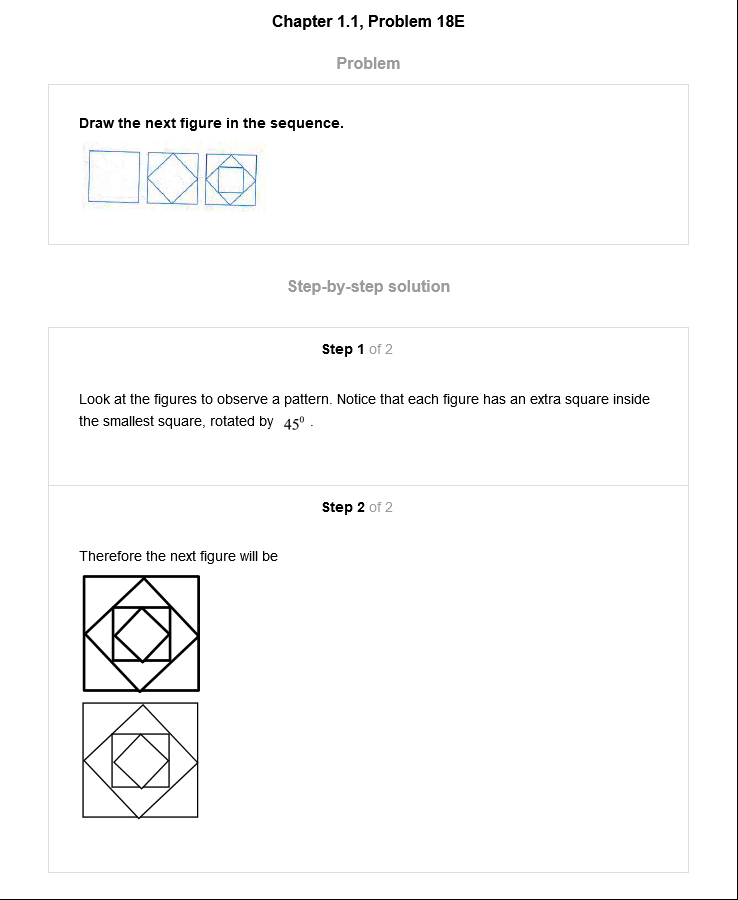 Chapter 1.1, Problem 18E
Problem
Draw the next figure in the sequence.
Step-by-step solution
Step 1 of 2
Look at the figures to observe a pattern. Notice that each figure has an extra square inside
the smallest square, rotated by 45⁰ .
Step 2 of 2
Therefore the next figure will be